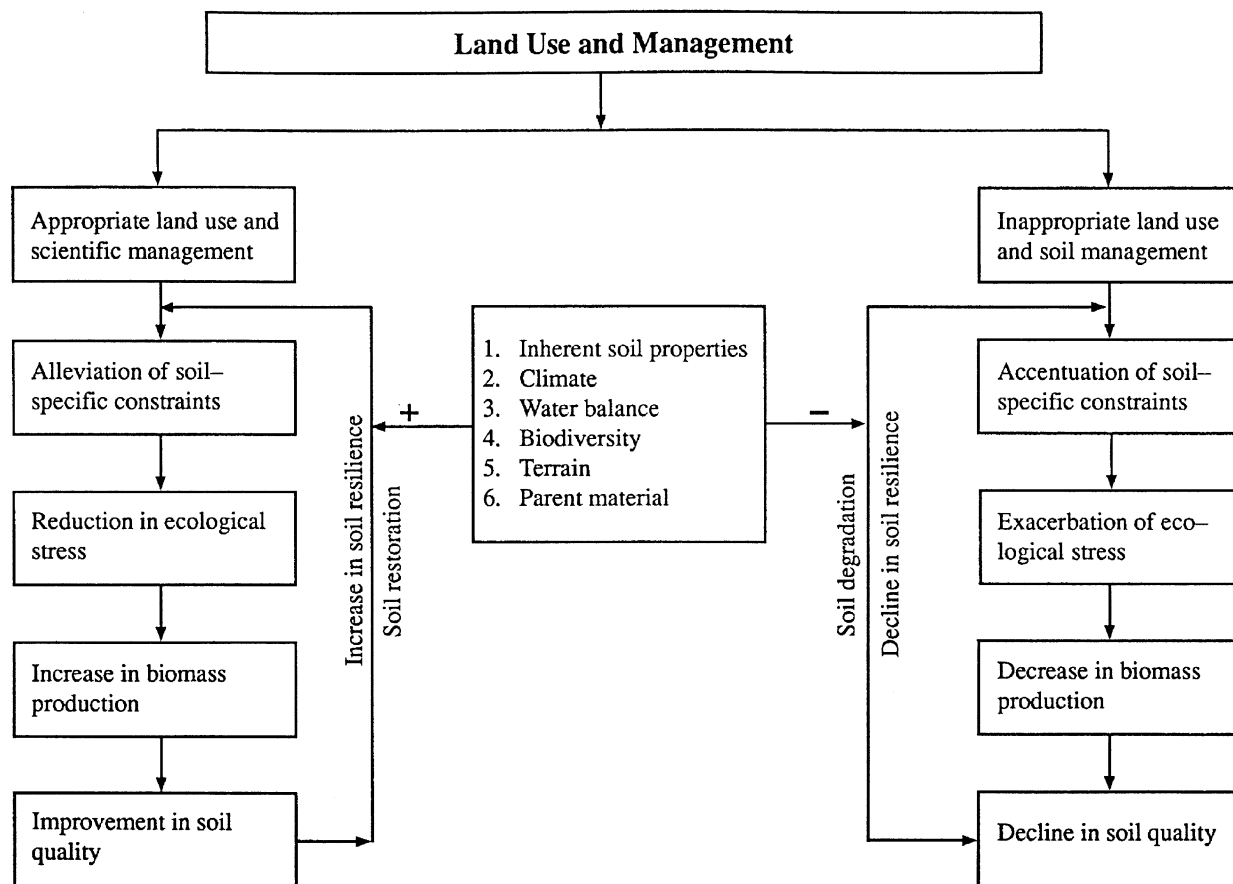 Land Use and Management
Appropriate land use and
scientific management
Inappropriate land use
and soil management
Alleviation of soil–
specific constraints
Reduction in ecological
stress
Increase in biomass
production
Improvement in soil
quality
Increase in soil resilience
Soil restoration
+
1. Inherent soil properties
2. Climate
3. Water balance
4. Biodiversity
5. Terrain
6. Parent material
–
Soil degradation
Decline in soil resilience
Accentuation of soil–
specific constraints
Exacerbation of eco–
logical stress
Decrease in biomass
production
Decline in soil quality